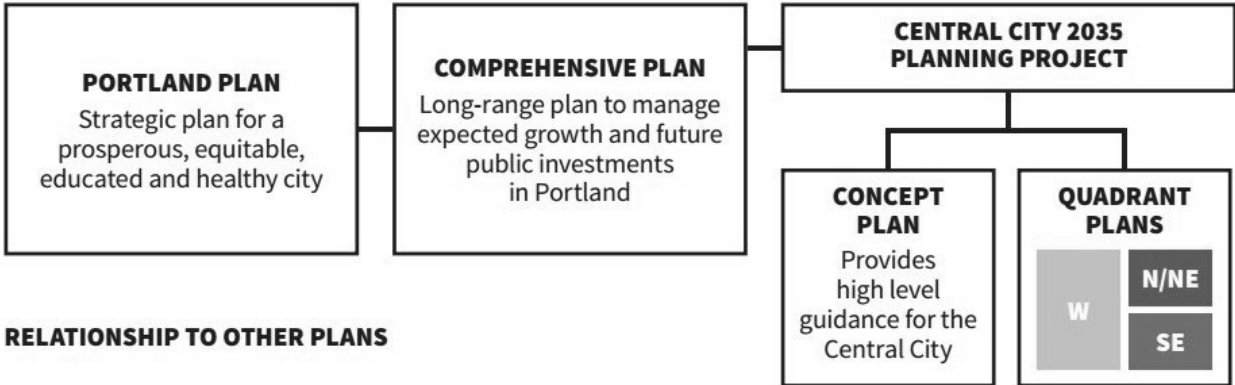 PORTLAND PLAN
Strategic plan for a
prosperous, equitable,
educated and healthy city
COMPREHENSIVE PLAN
Long-range plan to manage
expected growth and future
public investments
in Portland
CENTRAL CITY 2035
PLANNING PROJECT
CONCEPT
PLAN
Provides
high level
guidance for the
Central City
QUADRANT
PLANS
W
N/NE
SE
RELATIONSHIP TO OTHER PLANS